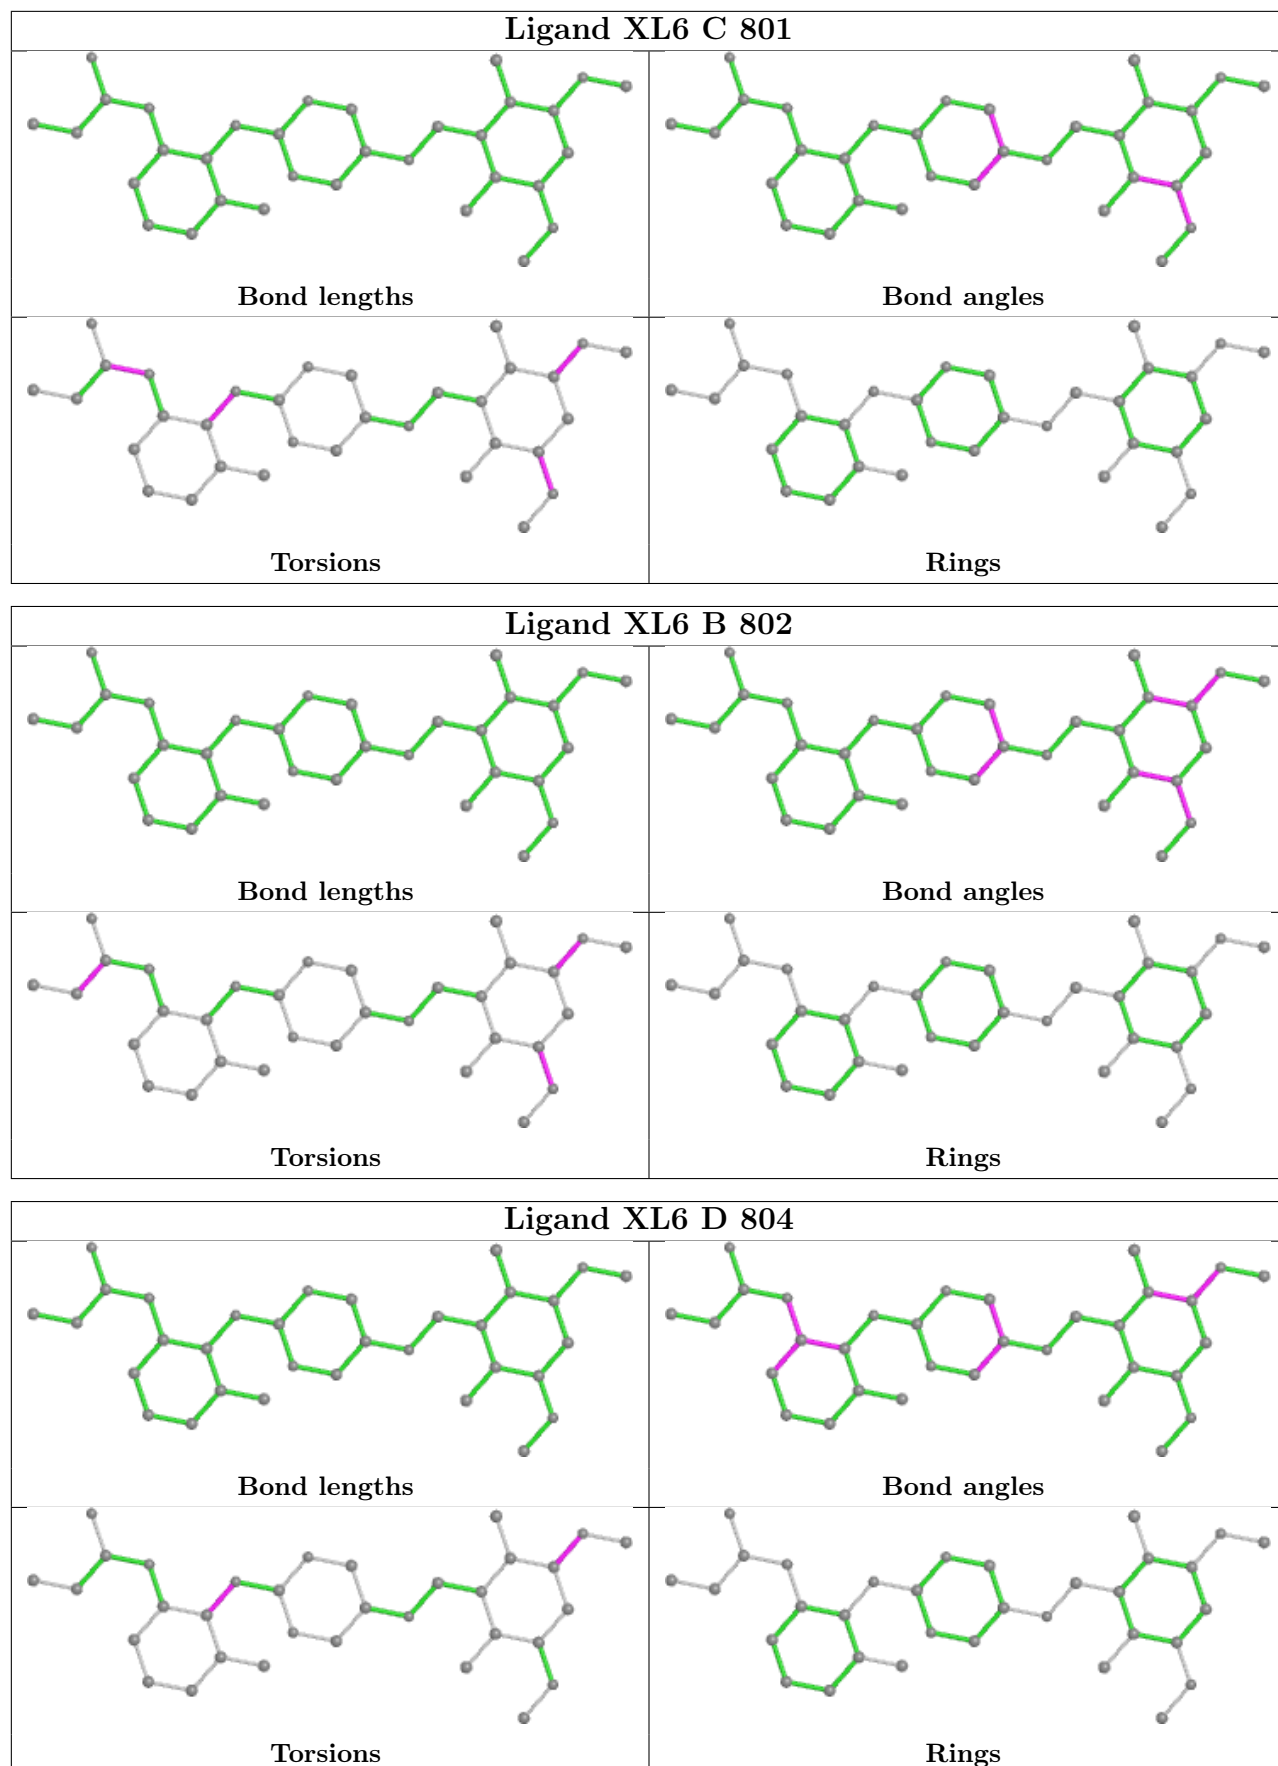 Ligand XL6 C 801
Bond lengths
Bond angles
Torsions
Rings
Ligand XL6 B 802
Bond lengths
Bond angles
Torsions
Rings
Ligand XL6 D 804
Bond lengths
Bond angles
Torsions
Rings